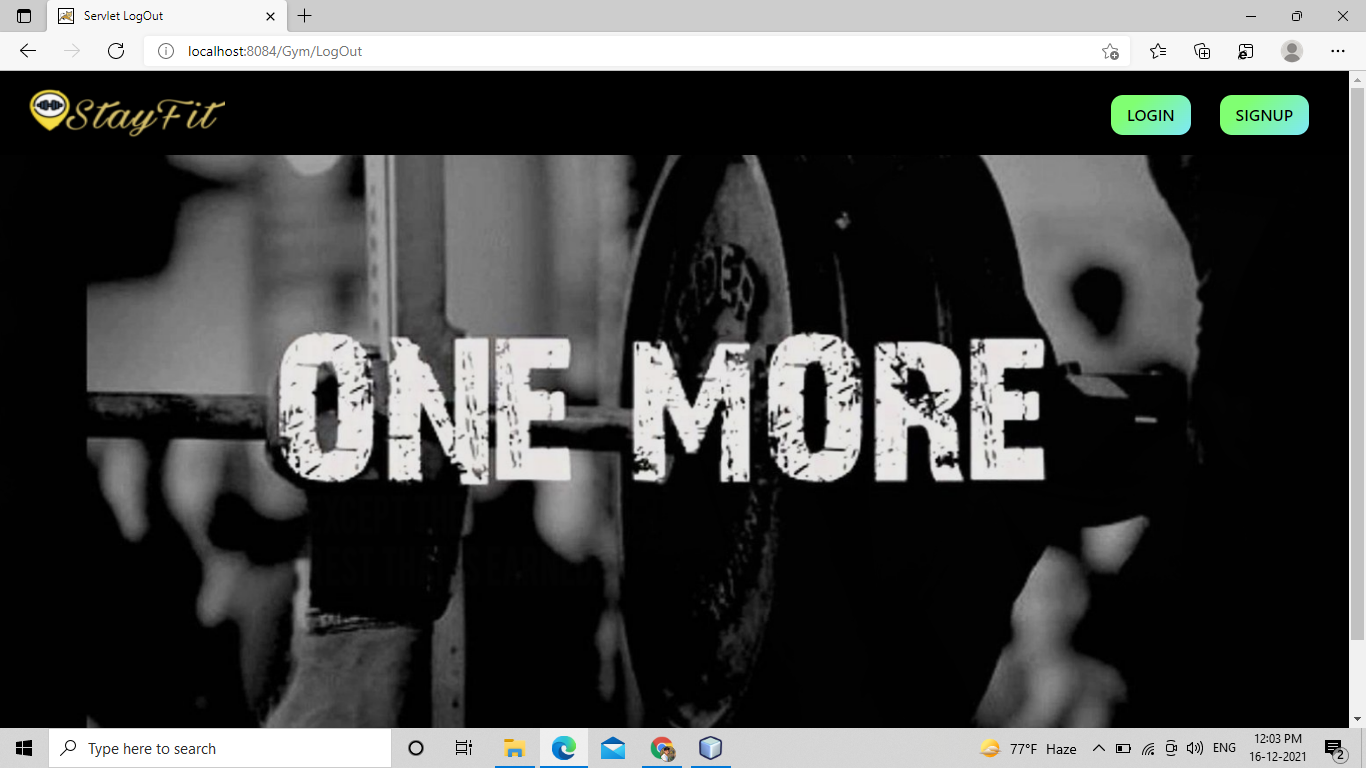 Servlet LogOut
localhost:8084/Gym/LogOut
StayFit
LOGIN
SIGNUP
ONE MORE
Type here to search
77°F Haze
ENG
12:03 PM
16-12-2021
2